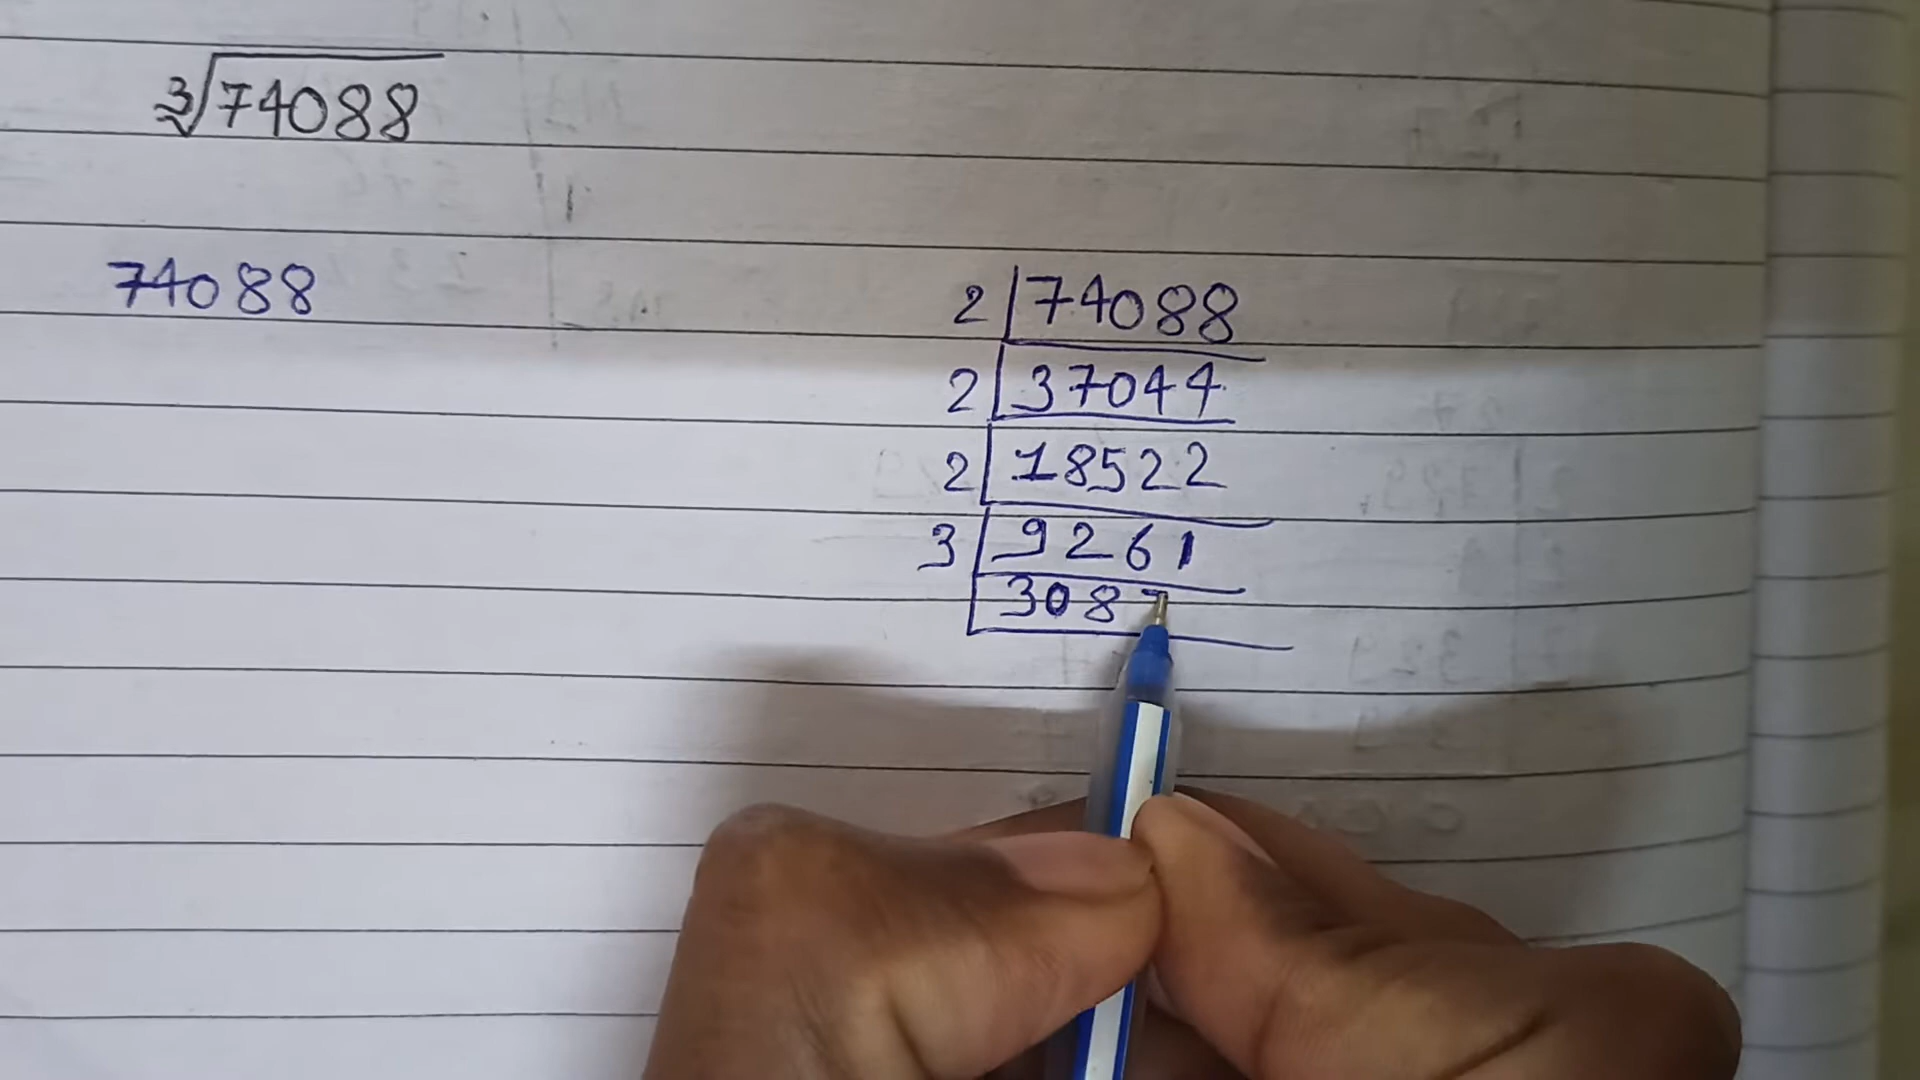 ∛74088
74088
2 | 74088
2 | 37044
2 | 18522
3 | 9261
308